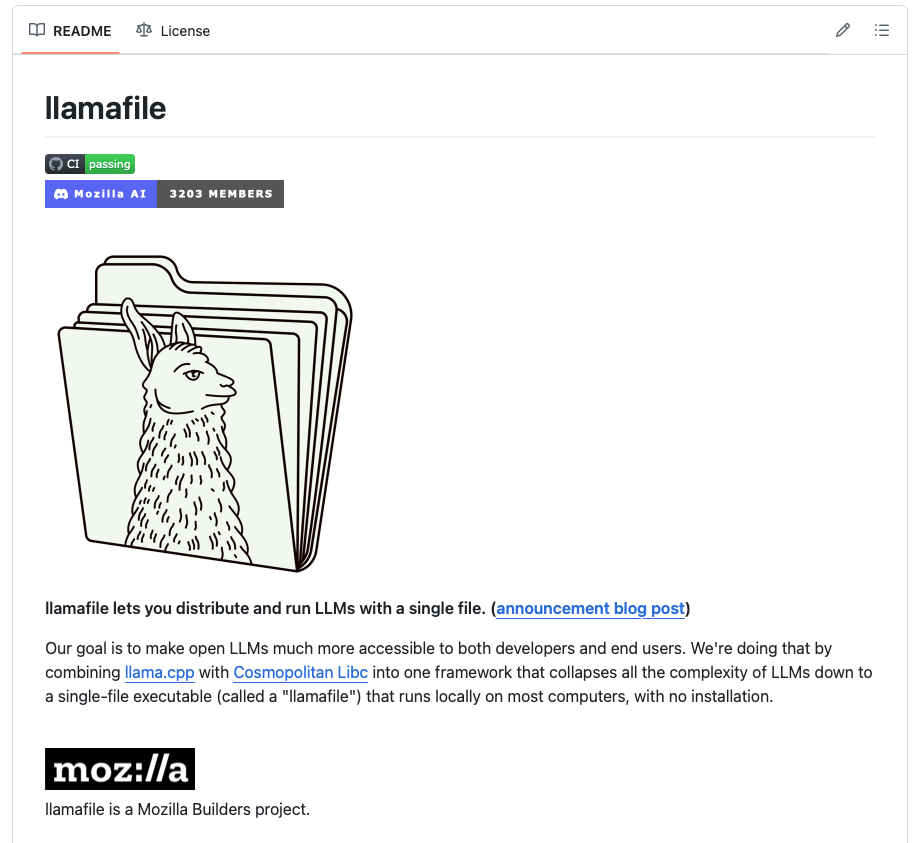 README
License
llamafile
CI passing
Mozilla AI 3203 MEMBERS
llamafile lets you distribute and run LLMs with a single file. (announcement blog post)
Our goal is to make open LLMs much more accessible to both developers and end users. We're doing that by
combining llama.cpp with Cosmopolitan Libc into one framework that collapses all the complexity of LLMs down to
a single-file executable (called a "llamafile") that runs locally on most computers, with no installation.
moz://a
llamafile is a Mozilla Builders project.